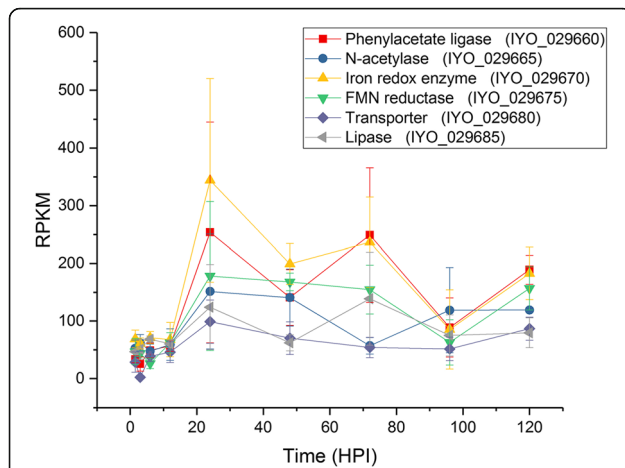 600
500
400
300
200
100
0
RPKM
Phenylacetate ligase (IYO_029660)
N-acetylase (IYO_029665)
Iron redox enzyme (IYO_029670)
FMN reductase (IYO_029675)
Transporter (IYO_029680)
Lipase (IYO_029685)
0 20 40 60 80 100 120
Time (HPI)